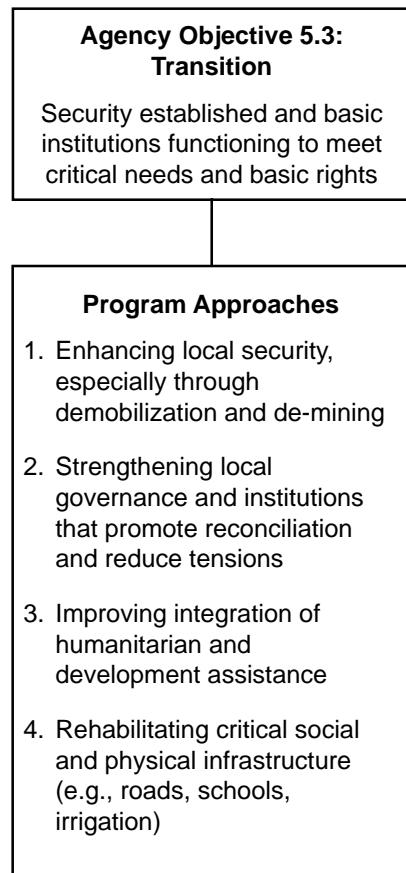 Agency Objective 5.3:
Transition
Security established and basic
institutions functioning to meet
critical needs and basic rights
Program Approaches
1. Enhancing local security,
especially through
demobilization and de-mining
2. Strengthening local
governance and institutions
that promote reconciliation
and reduce tensions
3. Improving integration of
humanitarian and
development assistance
4. Rehabilitating critical social
and physical infrastructure
(e.g., roads, schools,
irrigation)